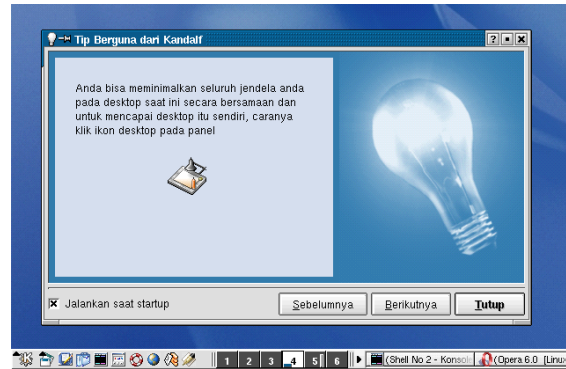 Tip Berguna dari Kandalf
Anda bisa meminimalkan seluruh jendela anda
pada desktop saat ini secara bersamaan dan
untuk mencapai desktop itu sendiri, caranya
klik ikon desktop pada panel
Jalankan saat startup
Sebelumnya
Berikutnya
Tutup
1 2 3 4 5 6
(Shell No 2 - Konsol
(Opera 6.0 [Linu